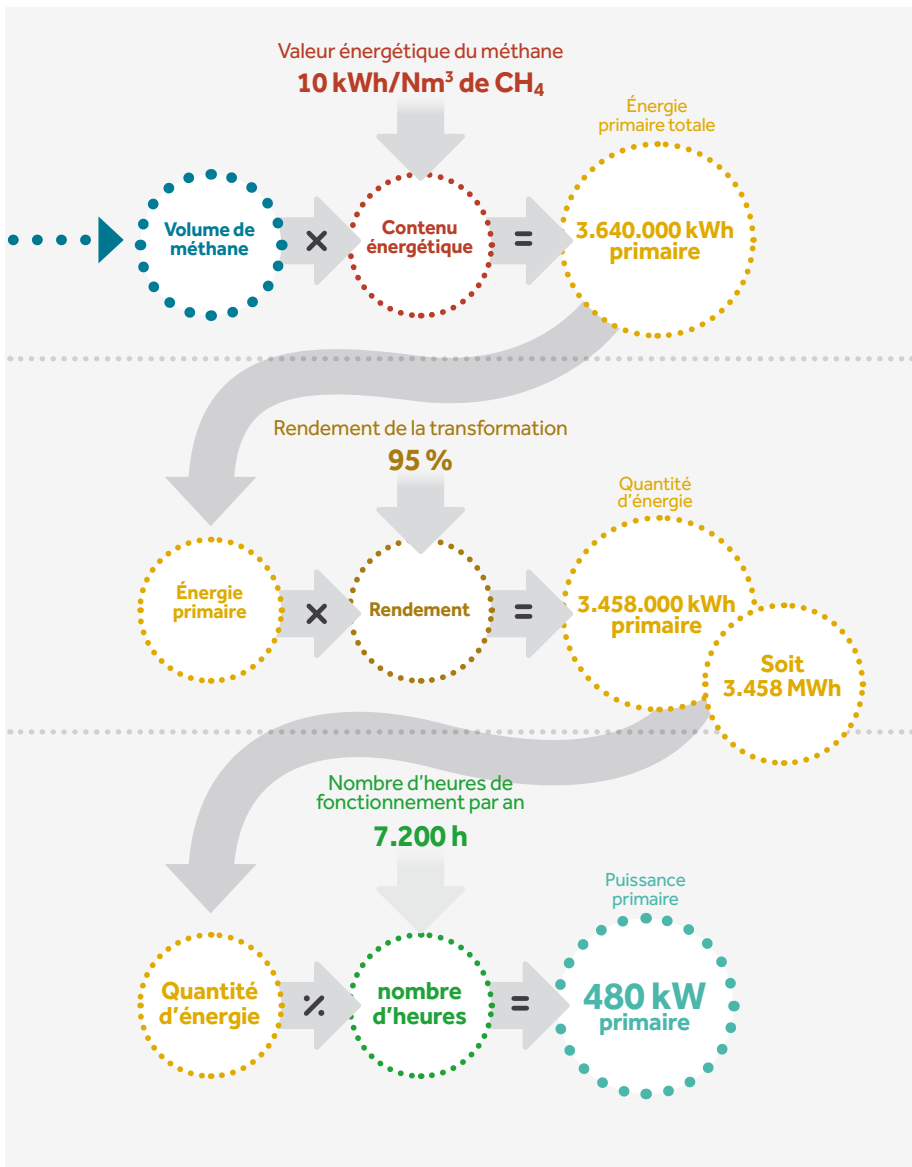 Valeur énergétique du méthane
10 kWh/Nm³ de CH₄
Énergie
primaire totale
Volume de
méthane
×
Contenu
énergétique
=
3.640.000 kWh
primaire
Rendement de la transformation
95 %
Quantité
d'énergie
Énergie
primaire
×
Rendement
=
3.458.000 kWh
primaire
Soit
3.458 MWh
Nombre d'heures de
fonctionnement par an
7.200 h
Puissance
primaire
Quantité
d'énergie
٪
nombre
d'heures
=
480 kW
primaire